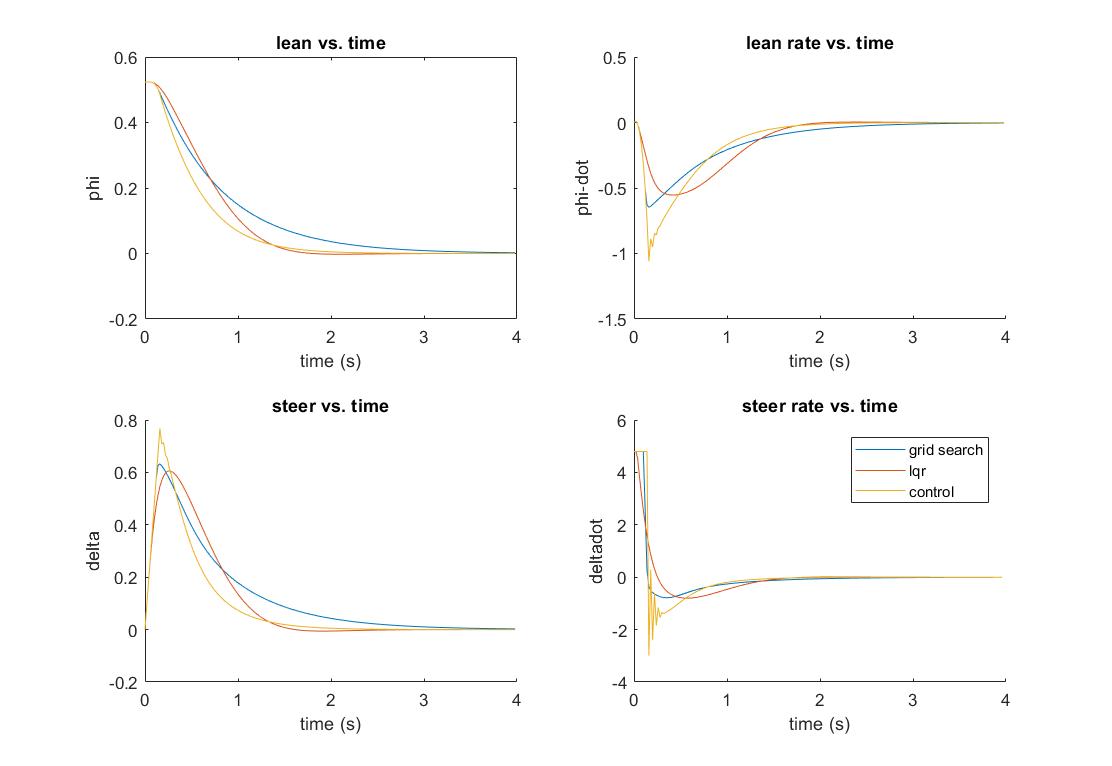 lean vs. time
0.6
0.4
0.2
0
-0.2
phi
0 1 2 3 4
time (s)
lean rate vs. time
0.5
0
-0.5
-1
-1.5
phi-dot
0 1 2 3 4
time (s)
steer vs. time
0.8
0.6
0.4
0.2
0
-0.2
delta
0 1 2 3 4
time (s)
steer rate vs. time
6
4
2
0
-2
-4
deltadot
grid search
lqr
control
0 1 2 3 4
time (s)